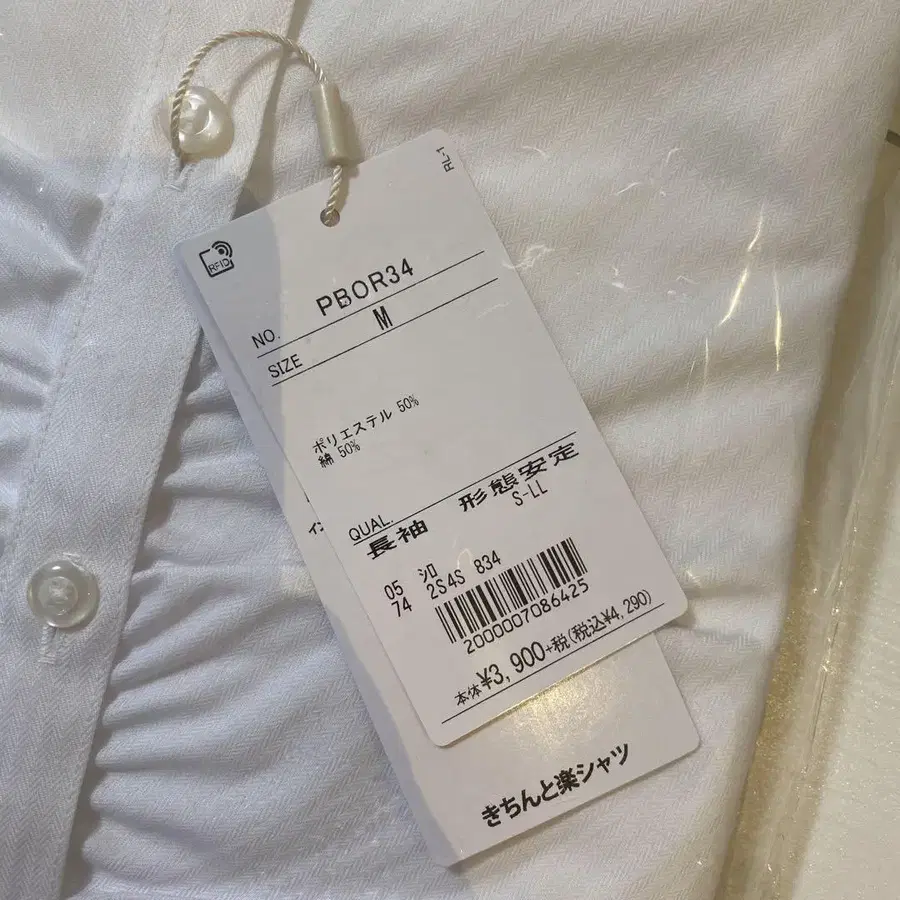 RL-1
RFID
NO. PBOR34
SIZE M
ポリエステル 50%
綿 50%
QUAL. 形態安定
長袖 S-LL
05 シロ
74 2S4S 834
2000007086425
本体¥3,900+税(税込¥4,290)
きちんと楽シャツ